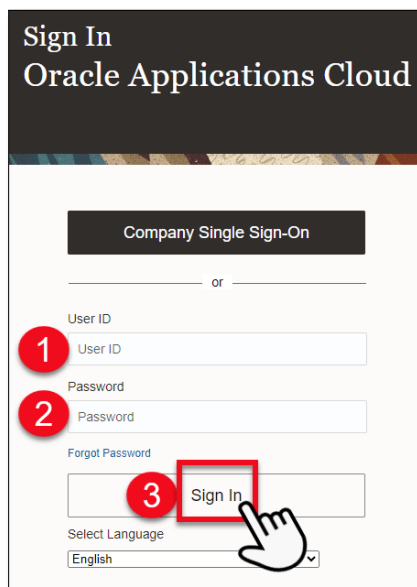 Sign In
Oracle Applications Cloud
Company Single Sign-On
or
User ID
1
User ID
Password
2
Password
Forgot Password
3
Sign In
Select Language
English